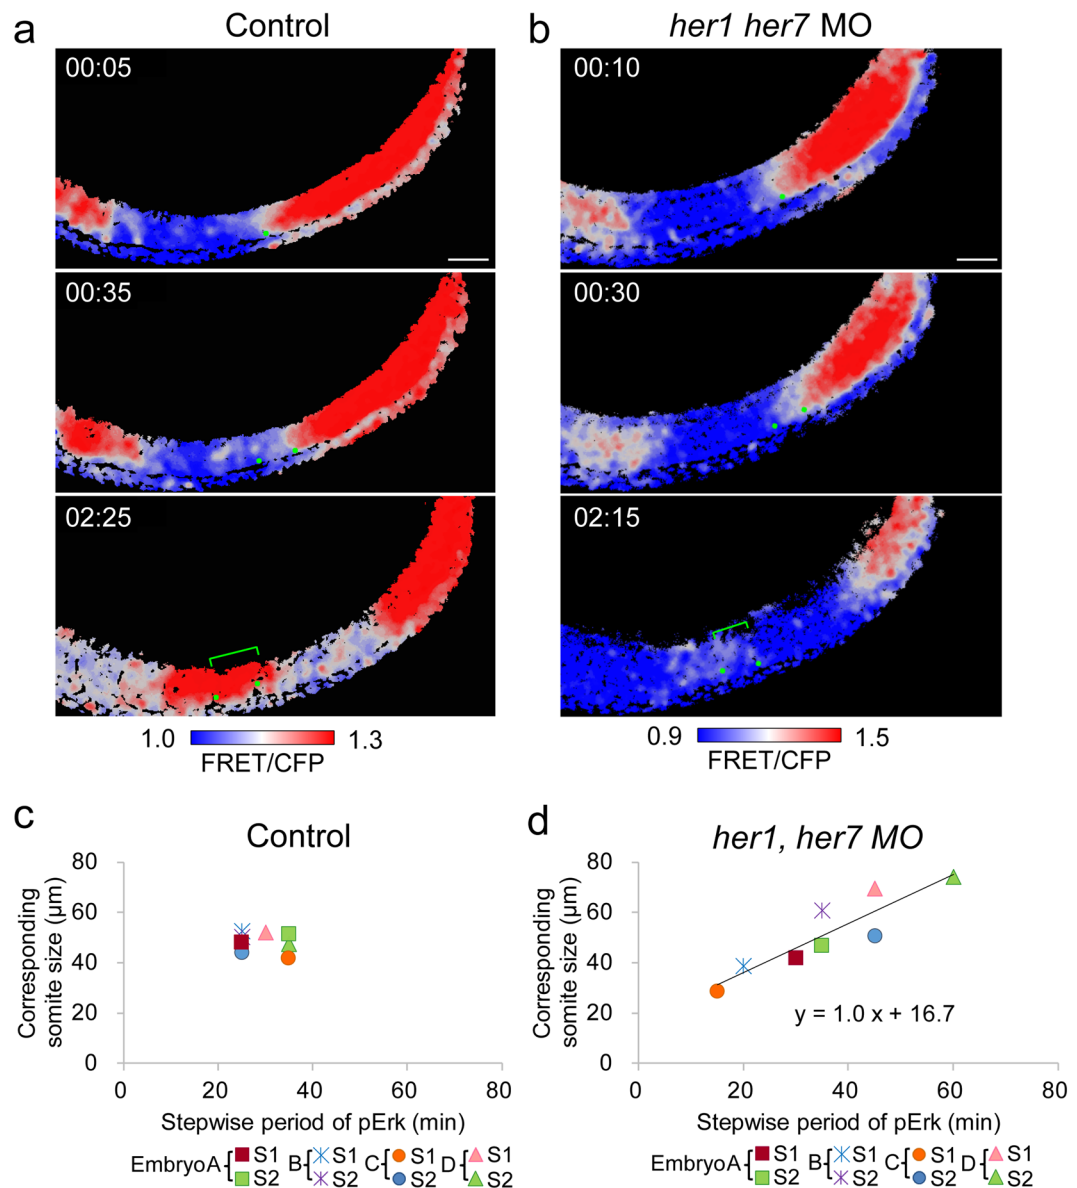 a
Control
b
her1 her7 MO
00:05
00:10
00:35
00:30
02:25
02:15
1.0
1.3
FRET/CFP
0.9
1.5
FRET/CFP
c
Control
d
her1, her7 MO
Corresponding
somite size (μm)
80
60
40
20
0
0 20 40 60 80
Stepwise period of pErk (min)
Corresponding
somite size (μm)
80
60
40
20
0
y = 1.0 x + 16.7
0 20 40 60 80
Stepwise period of pErk (min)
EmbryoA{ S1 B{ S1 C{ S1 D{ S1
S2 S2 S2 S2
EmbryoA{ S1 B{ S1 C{ S1 D{ S1
S2 S2 S2 S2